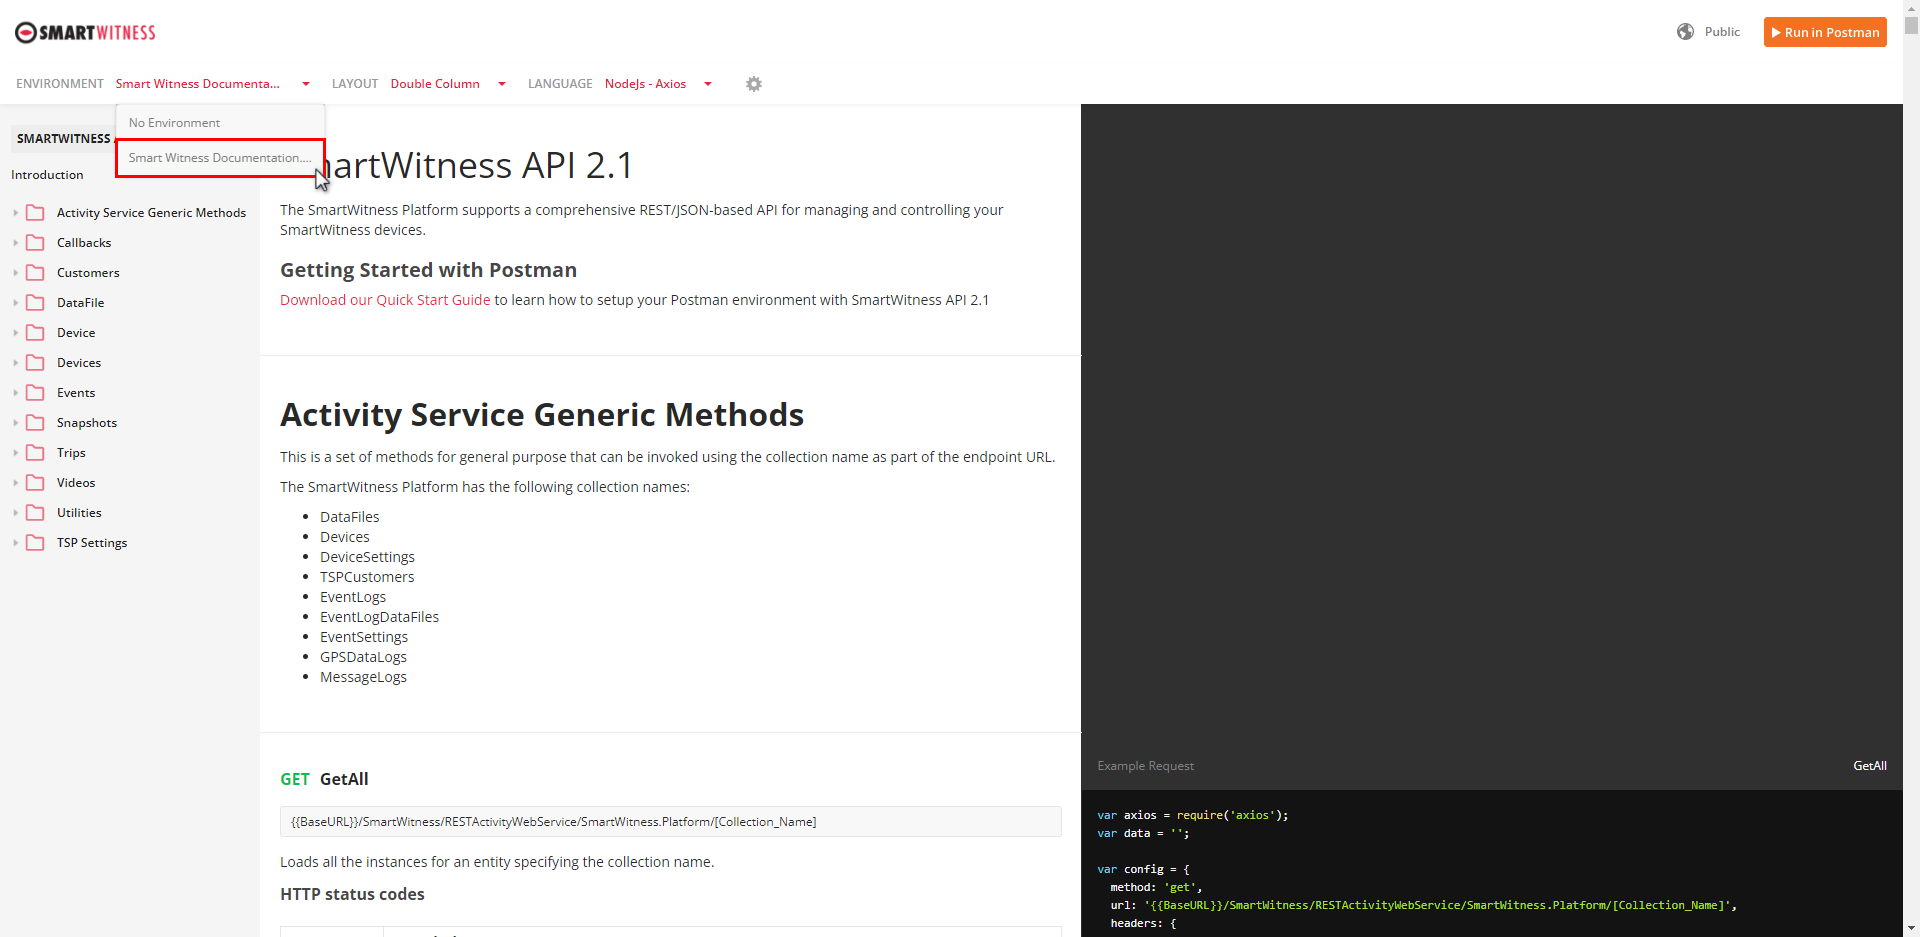 SMARTWITNESS
Public
Run in Postman
ENVIRONMENT Smart Witness Documenta... LAYOUT Double Column LANGUAGE NodeJs - Axios
No Environment
Smart Witness Documentation....
SMARTWITNESS
Introduction
Activity Service Generic Methods
Callbacks
Customers
DataFile
Device
Devices
Events
Snapshots
Trips
Videos
Utilities
TSP Settings
martWitness API 2.1
The SmartWitness Platform supports a comprehensive REST/JSON-based API for managing and controlling your
SmartWitness devices.
Getting Started with Postman
Download our Quick Start Guide to learn how to setup your Postman environment with SmartWitness API 2.1
Activity Service Generic Methods
This is a set of methods for general purpose that can be invoked using the collection name as part of the endpoint URL.
The SmartWitness Platform has the following collection names:
• DataFiles
• Devices
• DeviceSettings
• TSPCustomers
• EventLogs
• EventLogDataFiles
• EventSettings
• GPSDataLogs
• MessageLogs
GET GetAll
{{BaseURL}}/SmartWitness/RESTActivityWebService/SmartWitness.Platform/[Collection_Name]
Loads all the instances for an entity specifying the collection name.
HTTP status codes
Example Request
GetAll
var axios = require('axios');
var data = '';
var config = {
method: 'get',
url: '{{BaseURL}}/SmartWitness/RESTActivityWebService/SmartWitness.Platform/[Collection_Name]',
headers: {